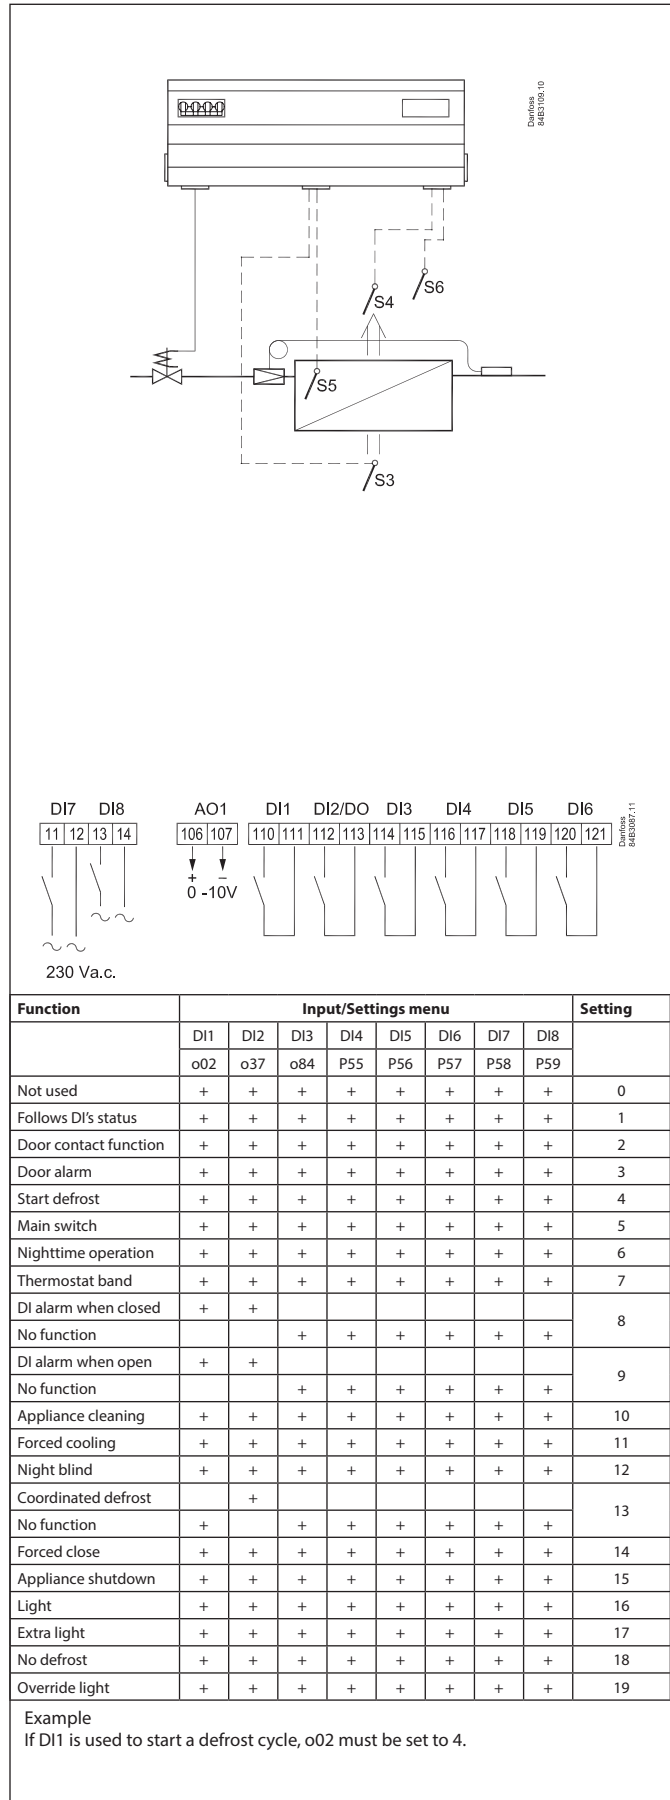 Danfoss
84B3109.10
S4
S6
S5
S3
DI7 DI8 AO1 DI1 DI2/DO DI3 DI4 DI5 DI6
11 12 13 14 106 107 110 111 112 113 114 115 116 117 118 119 120 121
Danfoss
84B3087.11
+ –
0 -10V
230 Va.c.
Function Input/Settings menu Setting
DI1 DI2 DI3 DI4 DI5 DI6 DI7 DI8
o02 o37 o84 P55 P56 P57 P58 P59
Not used + + + + + + + + 0
Follows DI's status + + + + + + + + 1
Door contact function + + + + + + + + 2
Door alarm + + + + + + + + 3
Start defrost + + + + + + + + 4
Main switch + + + + + + + + 5
Nighttime operation + + + + + + + + 6
Thermostat band + + + + + + + + 7
DI alarm when closed + + 8
No function + + + + + +
DI alarm when open + + 9
No function + + + + + +
Appliance cleaning + + + + + + + + 10
Forced cooling + + + + + + + + 11
Night blind + + + + + + + + 12
Coordinated defrost + 13
No function + + + + + + +
Forced close + + + + + + + + 14
Appliance shutdown + + + + + + + + 15
Light + + + + + + + + 16
Extra light + + + + + + + + 17
No defrost + + + + + + + + 18
Override light + + + + + + + + 19
Example
If DI1 is used to start a defrost cycle, o02 must be set to 4.